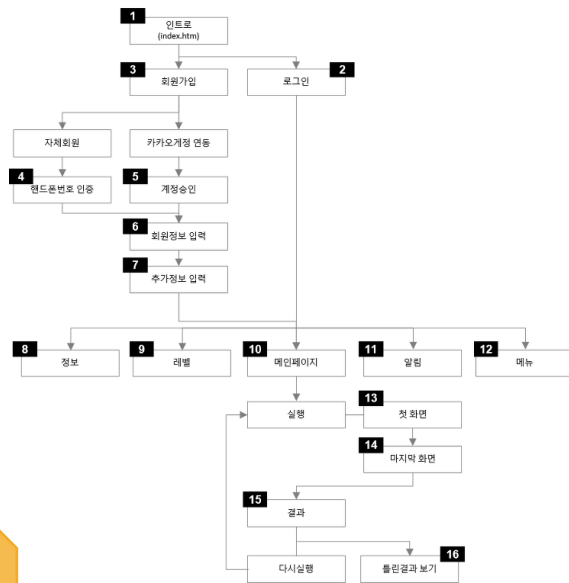 1
인트로
(index.htm)
3
회원가입
2
로그인
자체회원
카카오게정 연동
4
핸드폰번호 인증
5
계정승인
6
회원정보 입력
7
추가정보 입력
8
정보
9
레벨
10
메인페이지
11
알림
12
메뉴
실행
13
첫 화면
14
마지막 화면
15
결과
다시실행
16
틀린결과 보기